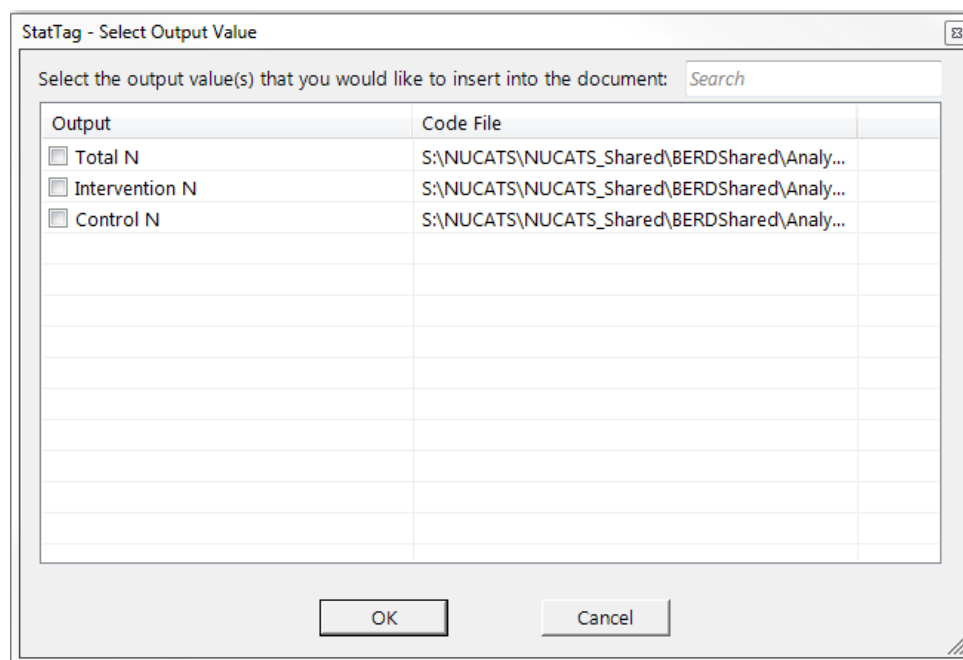 StatTag - Select Output Value
Select the output value(s) that you would like to insert into the document: Search
Output Code File
Total N S:\NUCATS\NUCATS_Shared\BERDShared\Analy...
Intervention N S:\NUCATS\NUCATS_Shared\BERDShared\Analy...
Control N S:\NUCATS\NUCATS_Shared\BERDShared\Analy...
OK Cancel